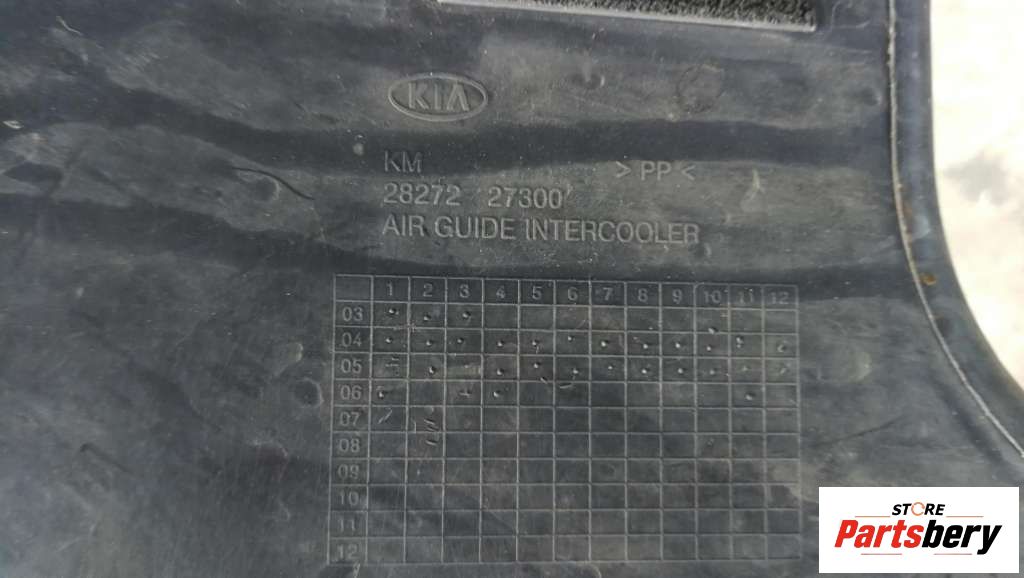 KIA
KM >PP<
28272 27300
AIR GUIDE INTERCOOLER
1 2 3 4 5 6 7 8 9 10 11 12
03
04
05
06
07
08
09
10
11
12
STORE
Partsbery